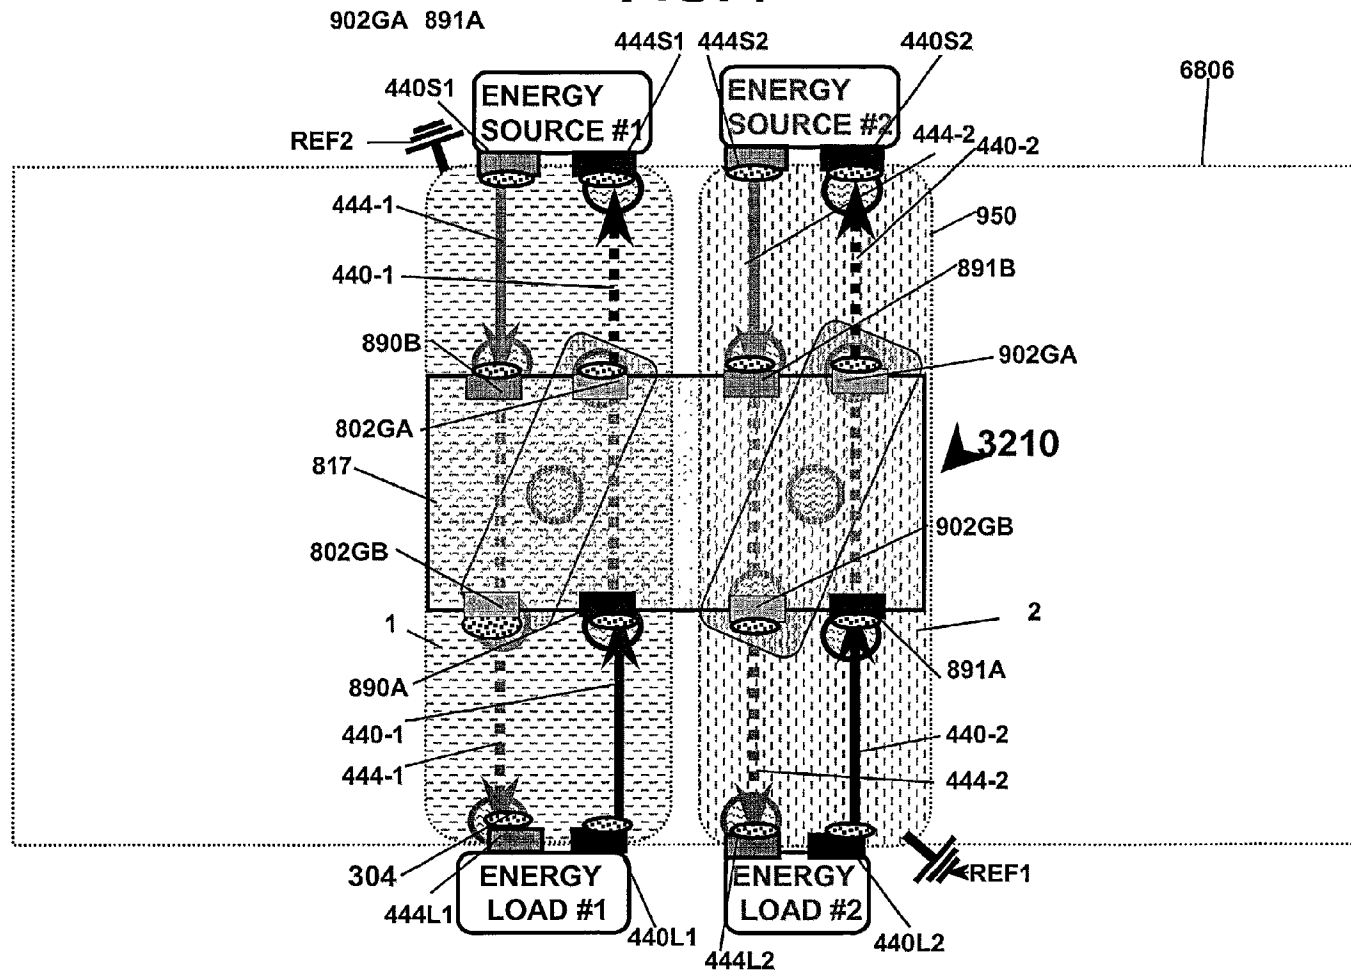 902GA 891A
444S1 444S2 440S2
6806
440S1
ENERGY
SOURCE #1
ENERGY
SOURCE #2
REF2
444-2
440-2
444-1
950
440-1
891B
890B
902GA
802GA
3210
817
902GB
802GB
1
2
890A
891A
440-1
440-2
444-1
444-2
304
ENERGY
LOAD #1
ENERGY
LOAD #2
REF1
444L1
440L1
440L2
444L2